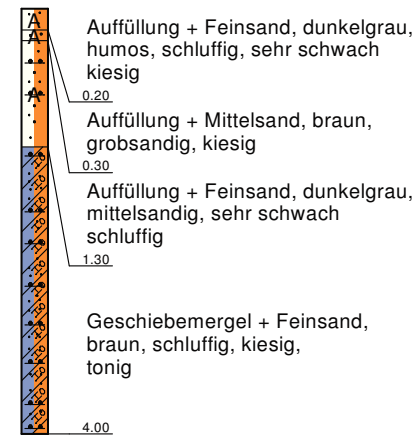 A
A
A
Auffüllung + Feinsand, dunkelgrau,
humos, schluffig, sehr schwach
kiesig
0.20
Auffüllung + Mittelsand, braun,
grobsandig, kiesig
0.30
Auffüllung + Feinsand, dunkelgrau,
mittelsandig, sehr schwach
schluffig
1.30
Geschiebemergel + Feinsand,
braun, schluffig, kiesig,
tonig
4.00